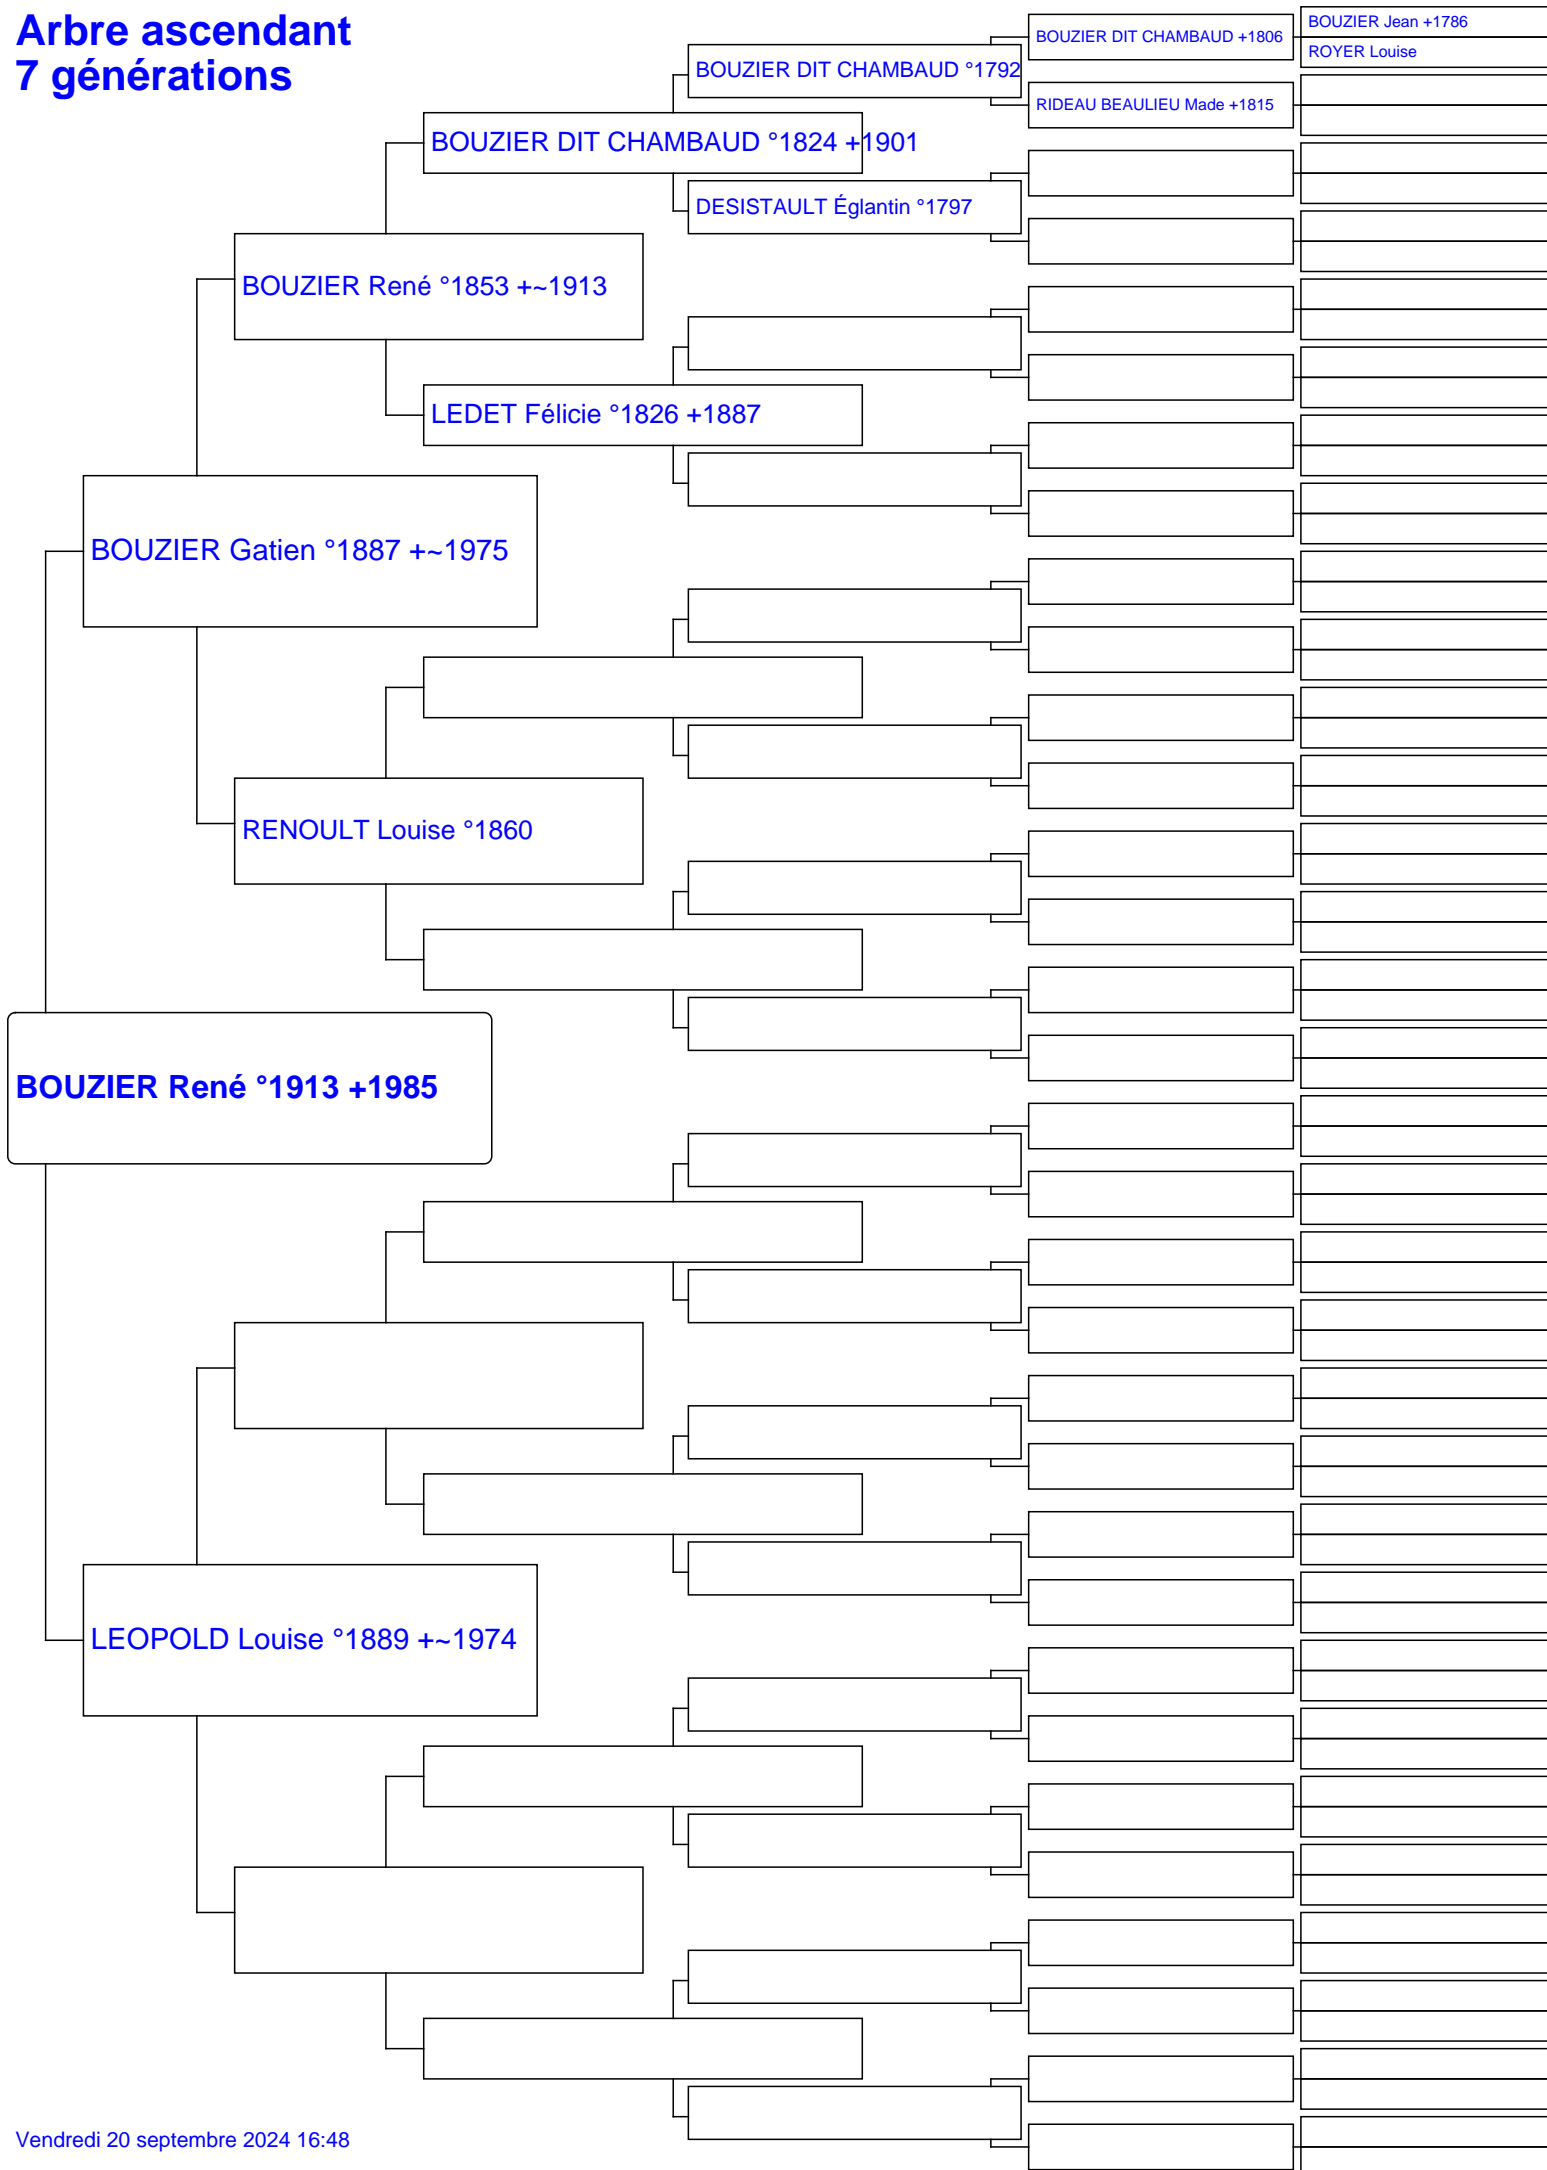 Arbre ascendant
7 générations
BOUZIER Jean +1786
BOUZIER DIT CHAMBAUD +1806
ROYER Louise
BOUZIER DIT CHAMBAUD °1792
RIDEAU BEAULIEU Made +1815
BOUZIER DIT CHAMBAUD °1824 +1901
DESISTAULT Églantin °1797
BOUZIER René °1853 +~1913
LEDET Félicie °1826 +1887
BOUZIER Gatien °1887 +~1975
RENOULT Louise °1860
BOUZIER René °1913 +1985
LEOPOLD Louise °1889 +~1974
Vendredi 20 septembre 2024 16:48